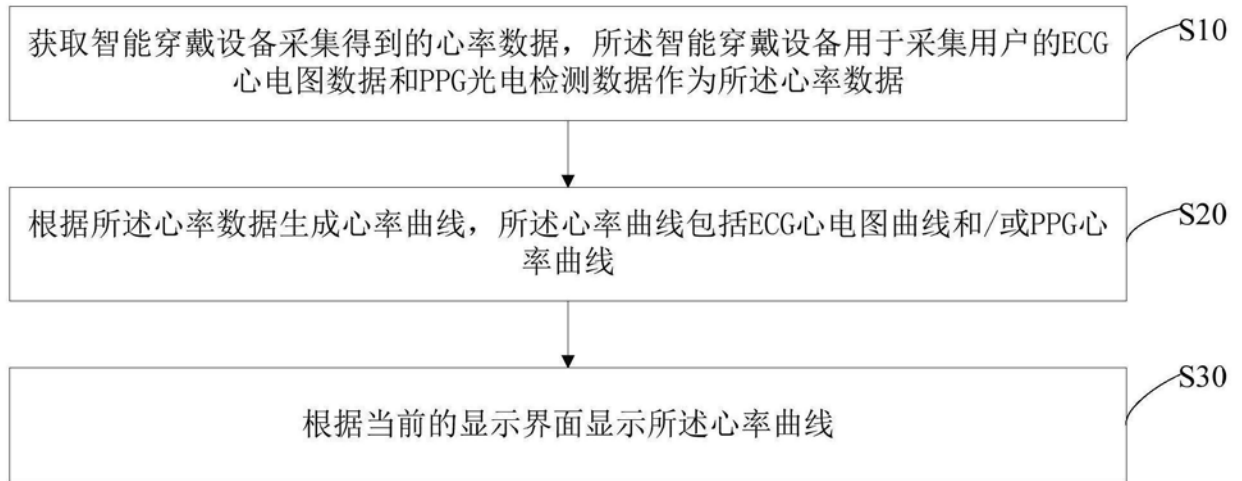 获取智能穿戴设备采集得到的心率数据，所述智能穿戴设备用于采集用户的ECG
心电图数据和PPG光电检测数据作为所述心率数据
S10
根据所述心率数据生成心率曲线，所述心率曲线包括ECG心电图曲线和/或PPG心
率曲线
S20
根据当前的显示界面显示所述心率曲线
S30